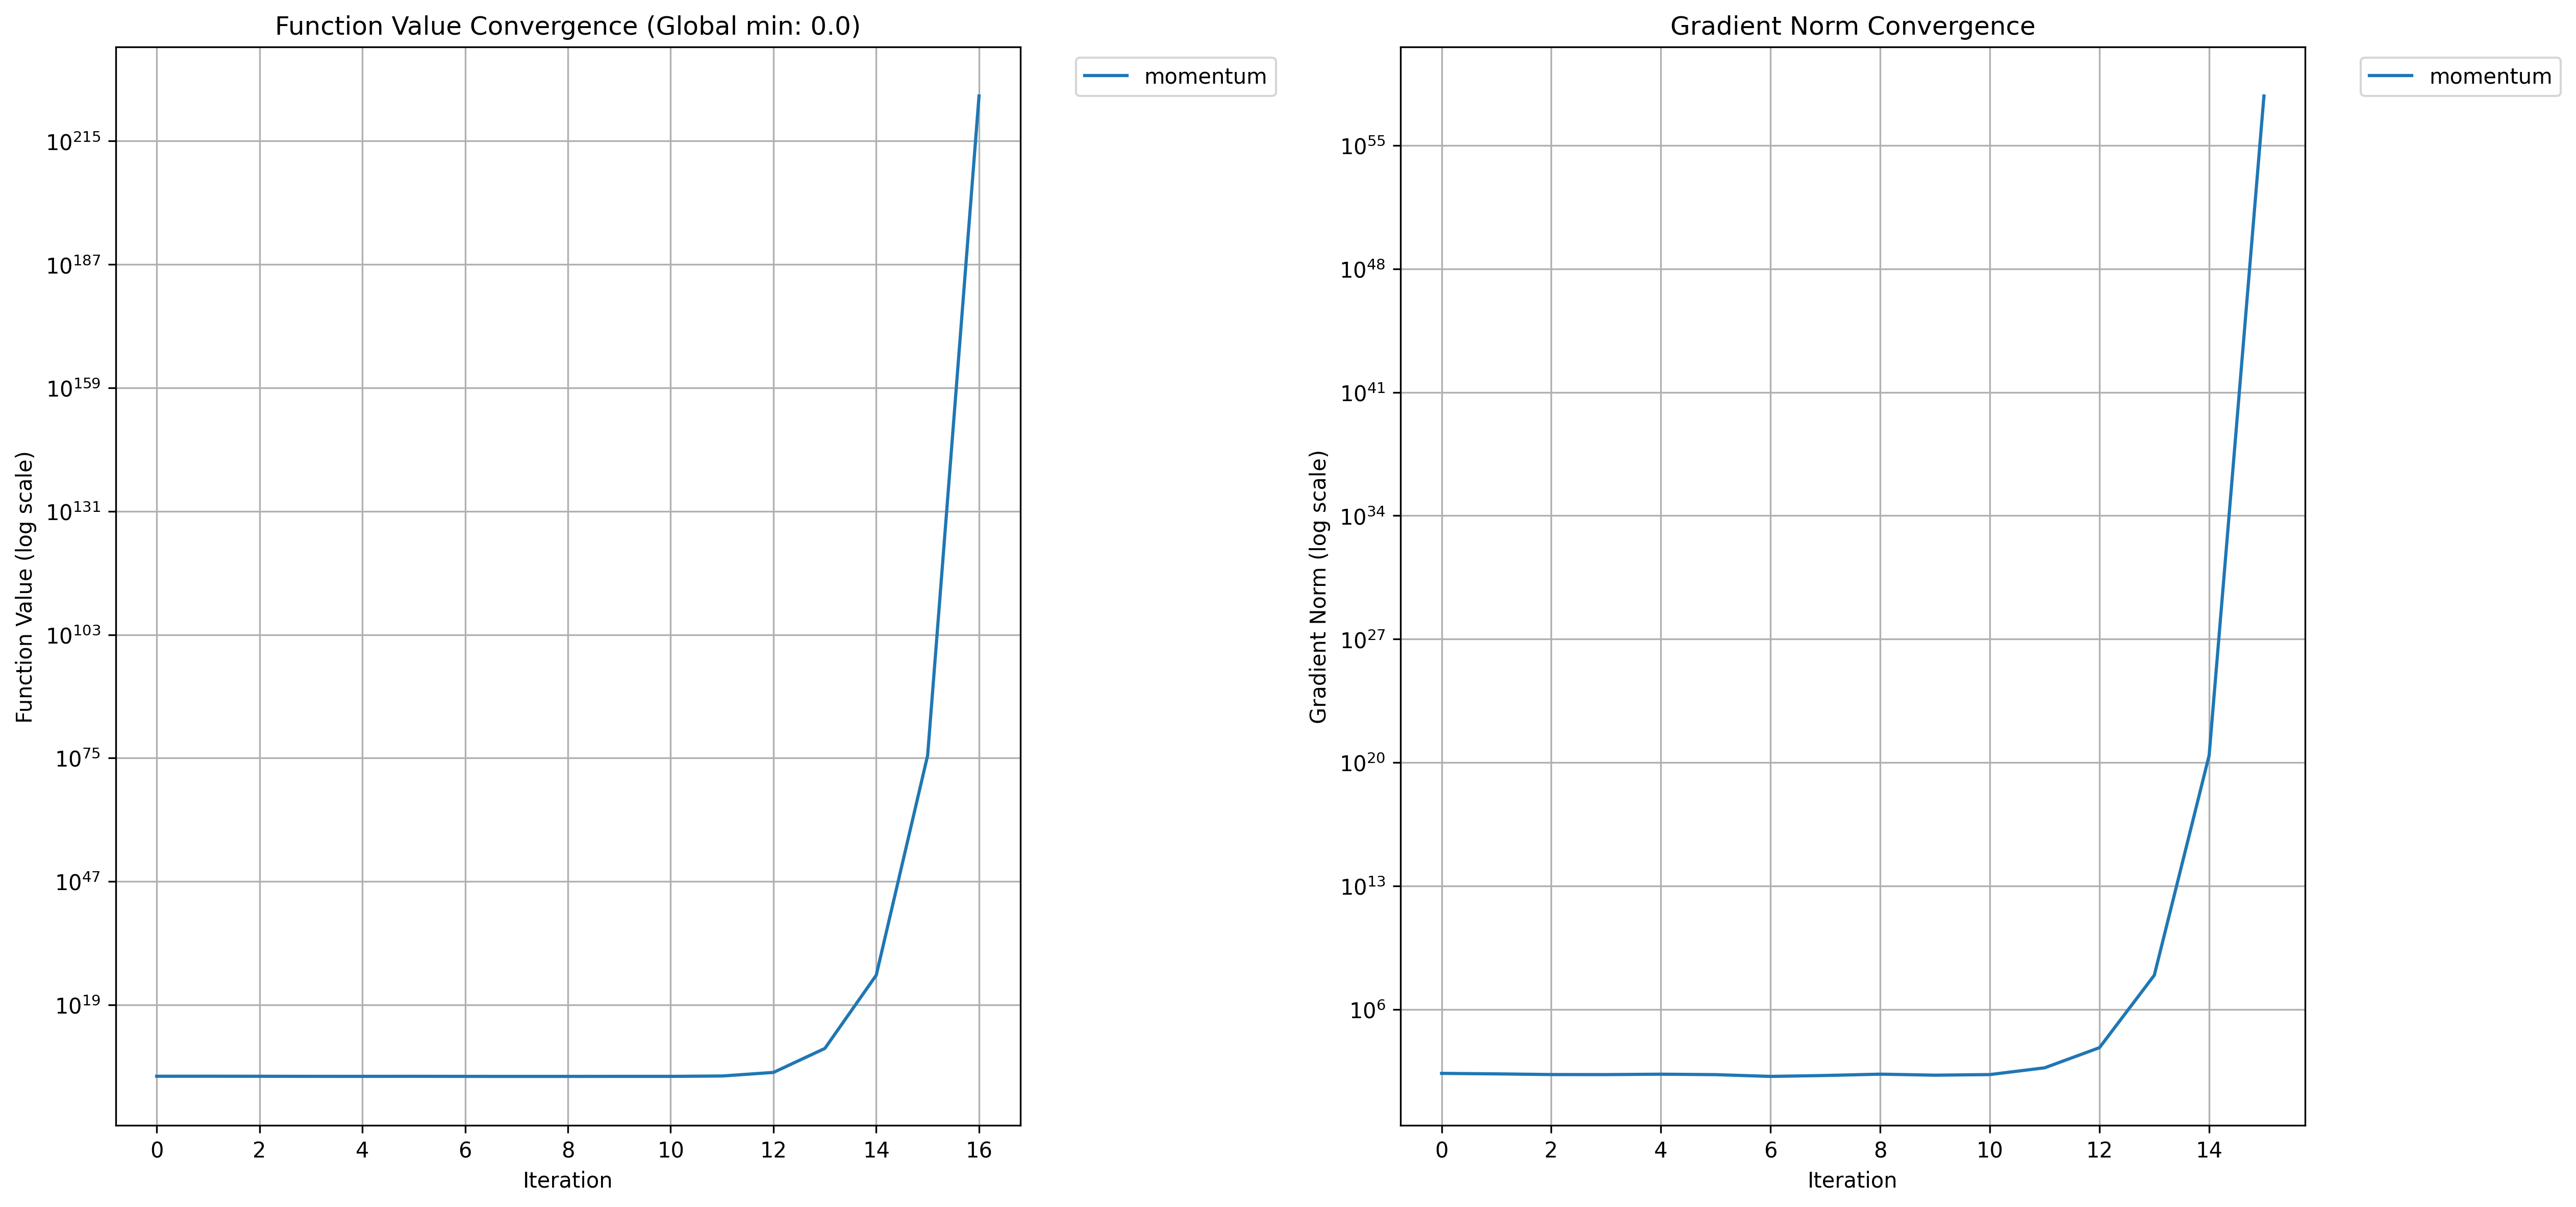 Function Value Convergence (Global min: 0.0)
momentum
Function Value (log scale)
10^215
10^187
10^159
10^131
10^103
10^75
10^47
10^19
0 2 4 6 8 10 12 14 16
Iteration
Gradient Norm Convergence
momentum
Gradient Norm (log scale)
10^55
10^48
10^41
10^34
10^27
10^20
10^13
10^6
0 2 4 6 8 10 12 14
Iteration